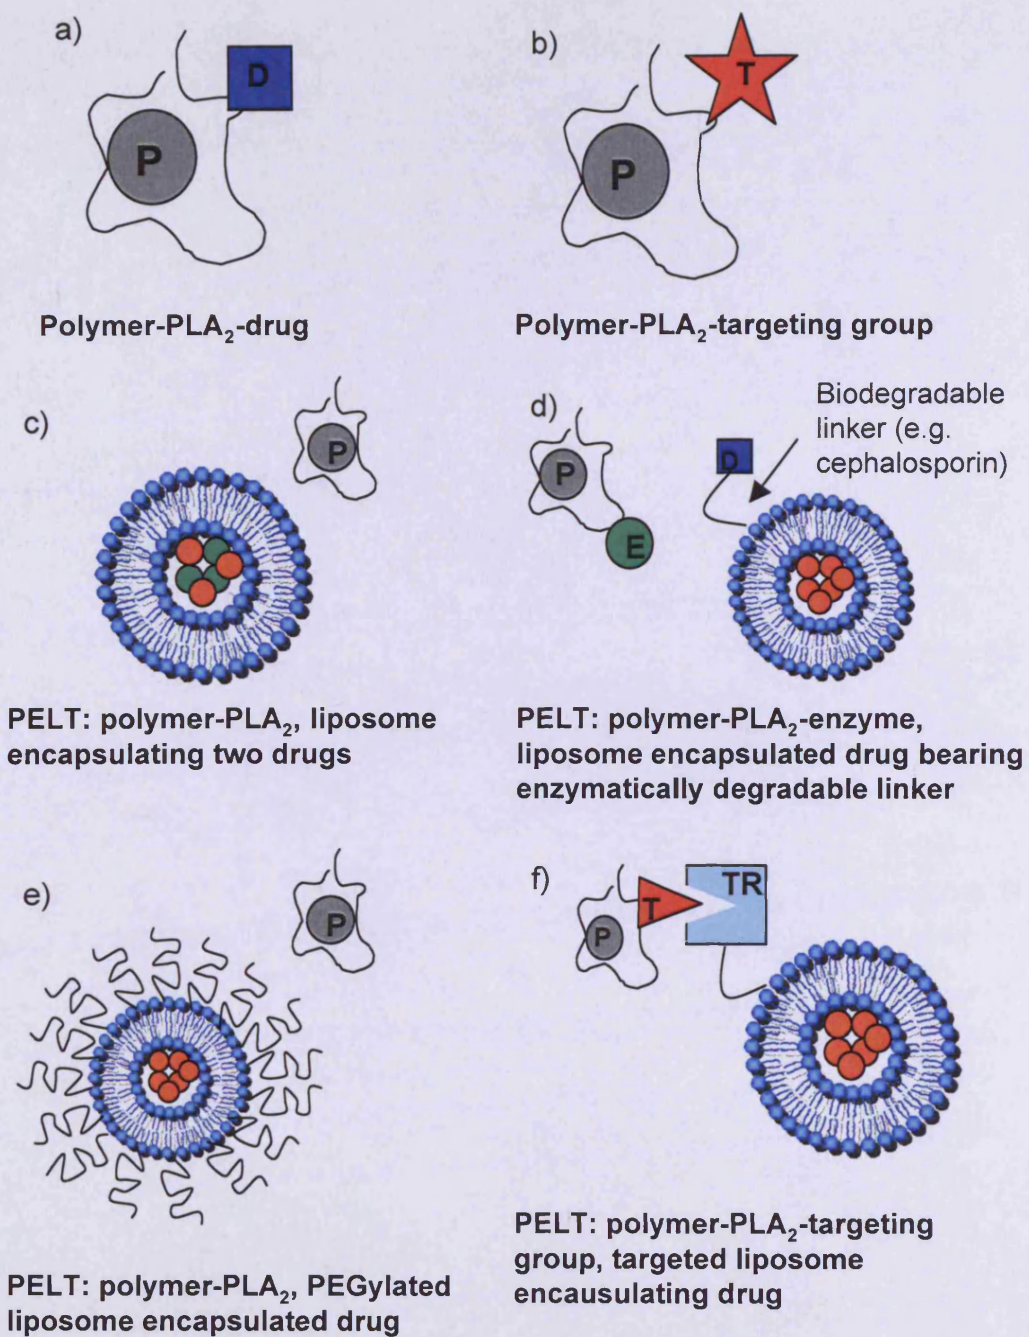 a)
D
P
Polymer-PLA₂-drug
b)
T
P
Polymer-PLA₂-targeting group
c)
P
PELT: polymer-PLA₂, liposome
encapsulating two drugs
d)
P
E
D
Biodegradable
linker (e.g.
cephalosporin)
PELT: polymer-PLA₂-enzyme,
liposome encapsulated drug bearing
enzymatically degradable linker
e)
P
PELT: polymer-PLA₂, PEGylated
liposome encapsulated drug
f)
T
TR
P
PELT: polymer-PLA₂-targeting
group, targeted liposome
encausulating drug